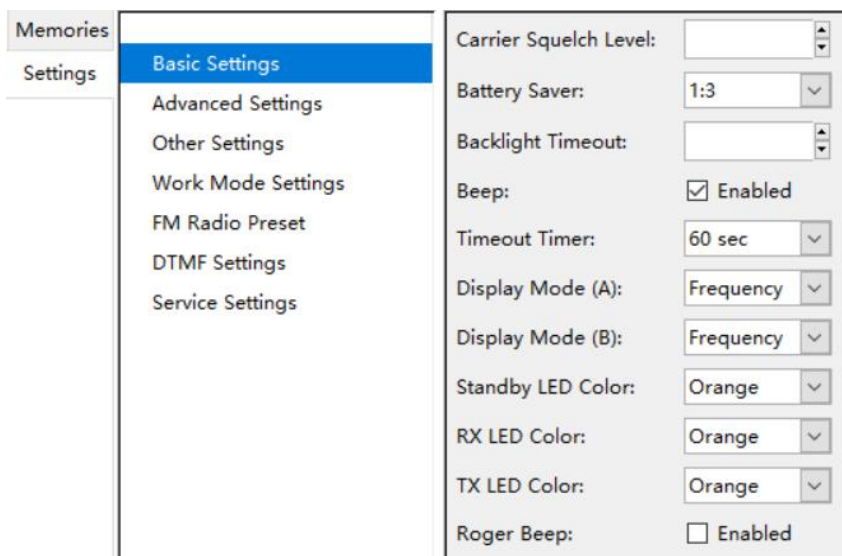 Memories
Settings
Basic Settings
Advanced Settings
Other Settings
Work Mode Settings
FM Radio Preset
DTMF Settings
Service Settings
Carrier Squelch Level:
Battery Saver: 1:3
Backlight Timeout:
Beep: Enabled
Timeout Timer: 60 sec
Display Mode (A): Frequency
Display Mode (B): Frequency
Standby LED Color: Orange
RX LED Color: Orange
TX LED Color: Orange
Roger Beep: Enabled